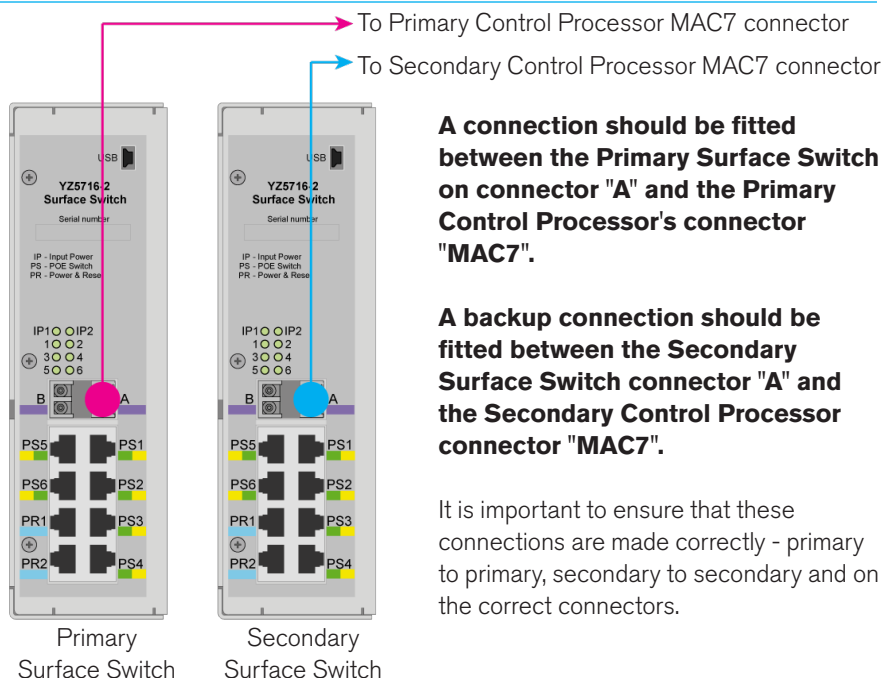 To Primary Control Processor MAC7 connector
To Secondary Control Processor MAC7 connector
USB
YZ5716-2
Surface Switch
Serial number
IP - Input Power
PS - POE Switch
PR - Power & Reset
IP1 IP2
1 2
3 4
5 6
B A
PS5 PS1
PS6 PS2
PR1 PS3
PR2 PS4
Primary
Surface Switch
USB
YZ5716-2
Surface Switch
Serial number
IP - Input Power
PS - POE Switch
PR - Power & Reset
IP1 IP2
1 2
3 4
5 6
B A
PS5 PS1
PS6 PS2
PR1 PS3
PR2 PS4
Secondary
Surface Switch
A connection should be fitted
between the Primary Surface Switch
on connector "A" and the Primary
Control Processor's connector
"MAC7".
A backup connection should be
fitted between the Secondary
Surface Switch connector "A" and
the Secondary Control Processor
connector "MAC7".
It is important to ensure that these
connections are made correctly - primary
to primary, secondary to secondary and on
the correct connectors.